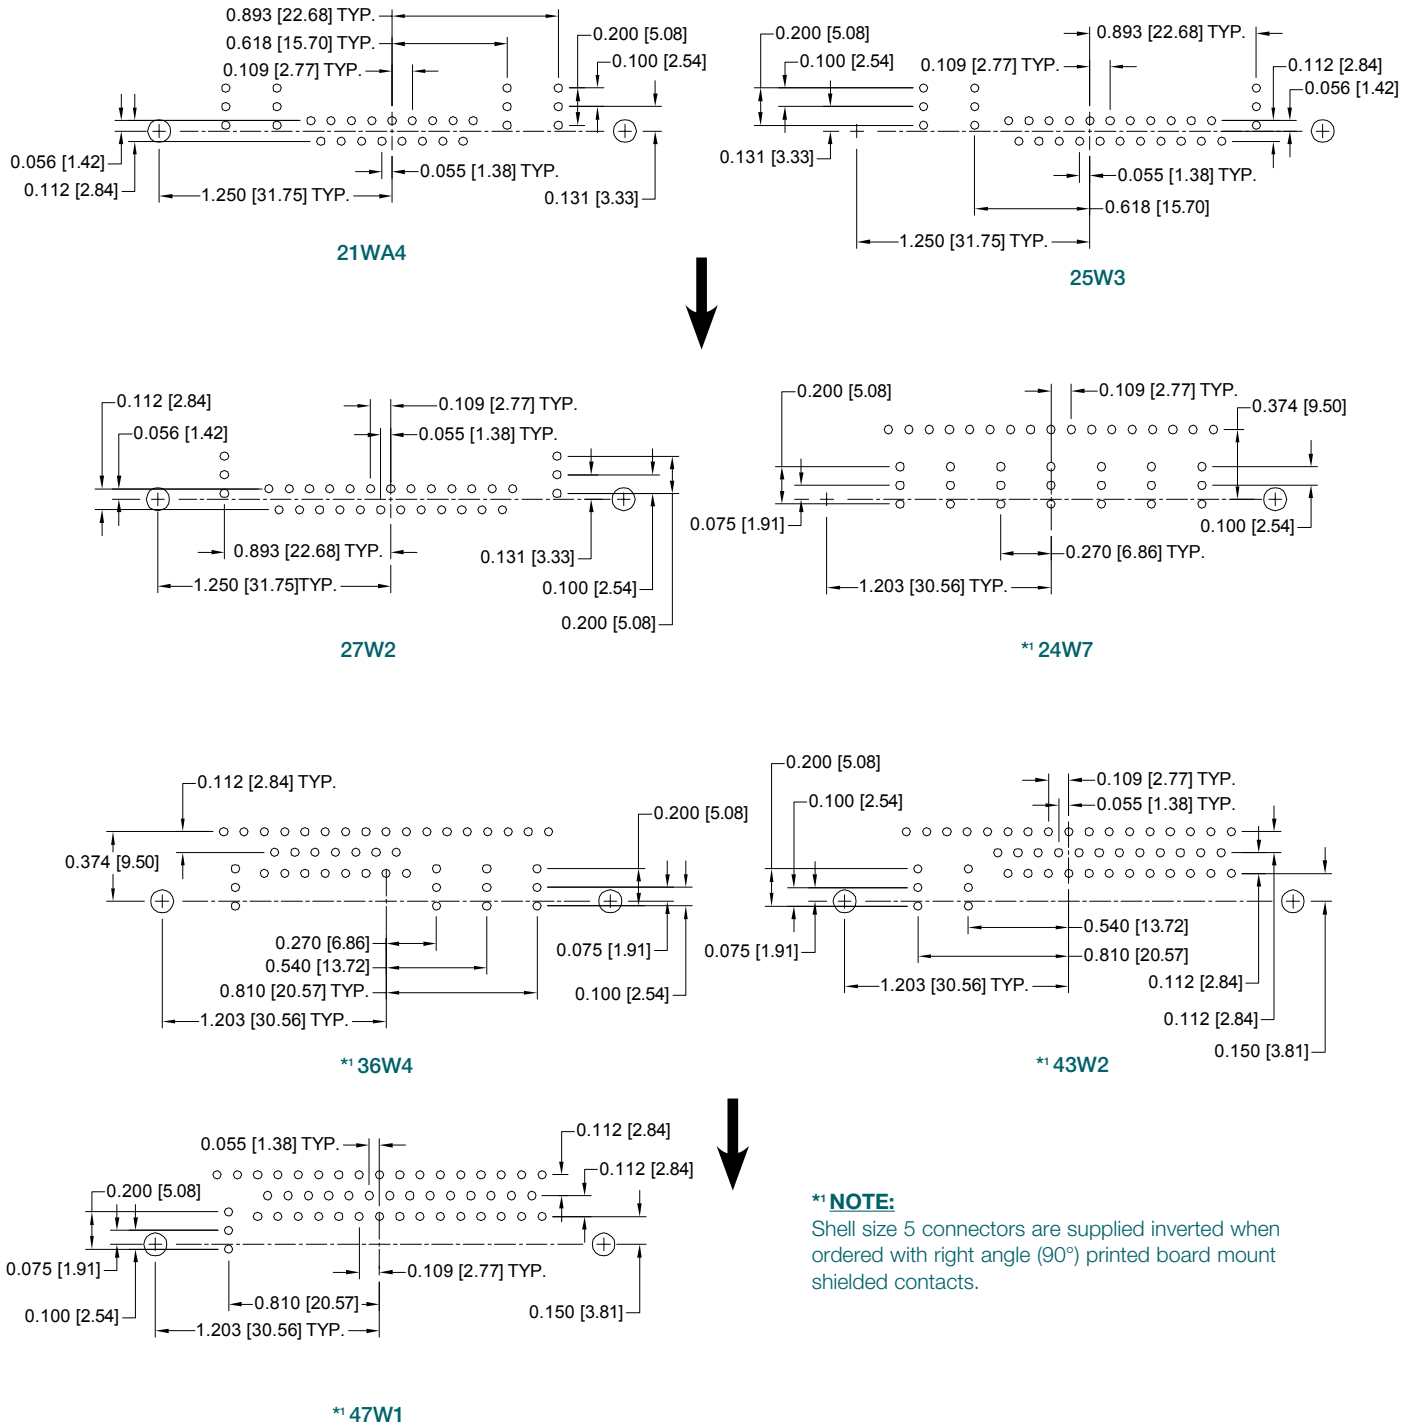 0.893 [22.68] TYP.
0.618 [15.70] TYP.
0.109 [2.77] TYP.
0.200 [5.08]
0.100 [2.54]
0.056 [1.42]
0.112 [2.84]
0.055 [1.38] TYP.
1.250 [31.75] TYP.
0.131 [3.33]
21WA4
0.200 [5.08]
0.100 [2.54]
0.893 [22.68] TYP.
0.109 [2.77] TYP.
0.112 [2.84]
0.056 [1.42]
0.131 [3.33]
0.055 [1.38] TYP.
0.618 [15.70]
1.250 [31.75] TYP.
25W3
0.112 [2.84]
0.056 [1.42]
0.109 [2.77] TYP.
0.055 [1.38] TYP.
0.893 [22.68] TYP.
1.250 [31.75]TYP.
0.131 [3.33]
0.100 [2.54]
0.200 [5.08]
27W2
0.200 [5.08]
0.109 [2.77] TYP.
0.374 [9.50]
0.075 [1.91]
0.100 [2.54]
0.270 [6.86] TYP.
1.203 [30.56] TYP.
*1 24W7
0.112 [2.84] TYP.
0.374 [9.50]
0.200 [5.08]
0.270 [6.86]
0.540 [13.72]
0.810 [20.57] TYP.
1.203 [30.56] TYP.
0.075 [1.91]
0.100 [2.54]
*1 36W4
0.200 [5.08]
0.100 [2.54]
0.109 [2.77] TYP.
0.055 [1.38] TYP.
0.075 [1.91]
0.540 [13.72]
0.810 [20.57]
1.203 [30.56] TYP.
0.112 [2.84]
0.112 [2.84]
0.150 [3.81]
*1 43W2
0.055 [1.38] TYP.
0.112 [2.84]
0.112 [2.84]
0.200 [5.08]
0.075 [1.91]
0.100 [2.54]
0.109 [2.77] TYP.
0.810 [20.57]
1.203 [30.56] TYP.
0.150 [3.81]
*1 47W1
*1 NOTE:
Shell size 5 connectors are supplied inverted when
ordered with right angle (90°) printed board mount
shielded contacts.